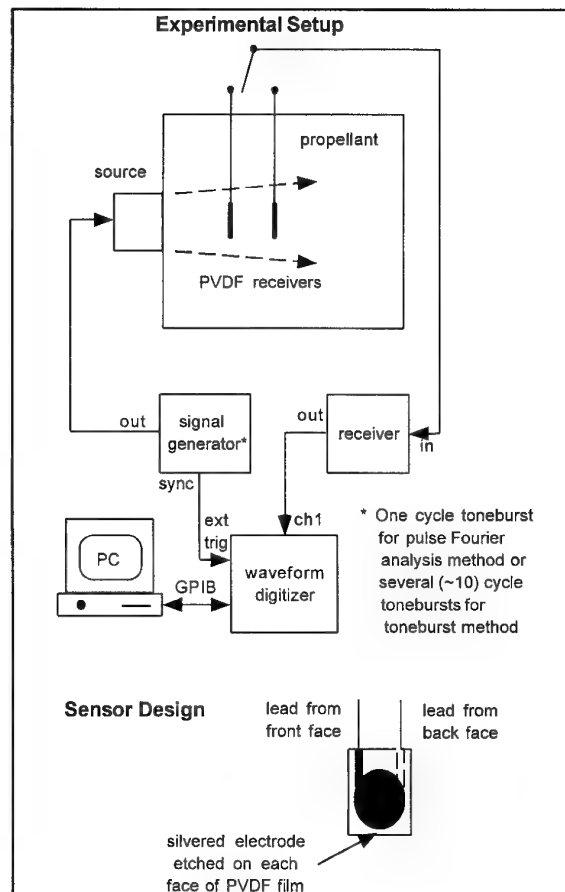 Experimental Setup
propellant
source
PVDF receivers
out
signal
generator*
sync
out
receiver
in
ext
trig
ch1
PC
GPIB
waveform
digitizer
* One cycle toneburst
for pulse Fourier
analysis method or
several (~10) cycle
tonebursts for
toneburst method
Sensor Design
lead from
front face
lead from
back face
silvered electrode
etched on each
face of PVDF film